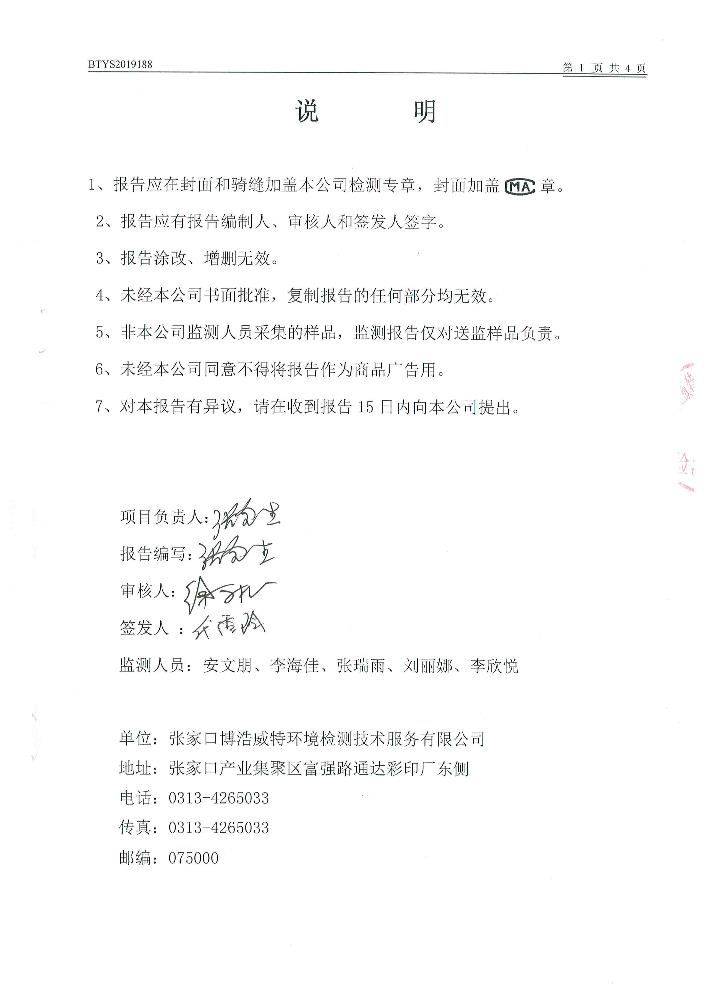 BTYS2019188
第 1 页 共 4 页
说 明
1、报告应在封面和骑缝加盖本公司检测专章，封面加盖 MA 章。
2、报告应有报告编制人、审核人和签发人签字。
3、报告涂改、增删无效。
4、未经本公司书面批准，复制报告的任何部分均无效。
5、非本公司监测人员采集的样品，监测报告仅对送监样品负责。
6、未经本公司同意不得将报告作为商品广告用。
7、对本报告有异议，请在收到报告 15 日内向本公司提出。
项目负责人：
报告编写：
审核人：
签发人 ：
监测人员：安文朋、李海佳、张瑞雨、刘丽娜、李欣悦
单位：张家口博浩威特环境检测技术服务有限公司
地址：张家口产业集聚区富强路通达彩印厂东侧
电话：0313-4265033
传真：0313-4265033
邮编：075000